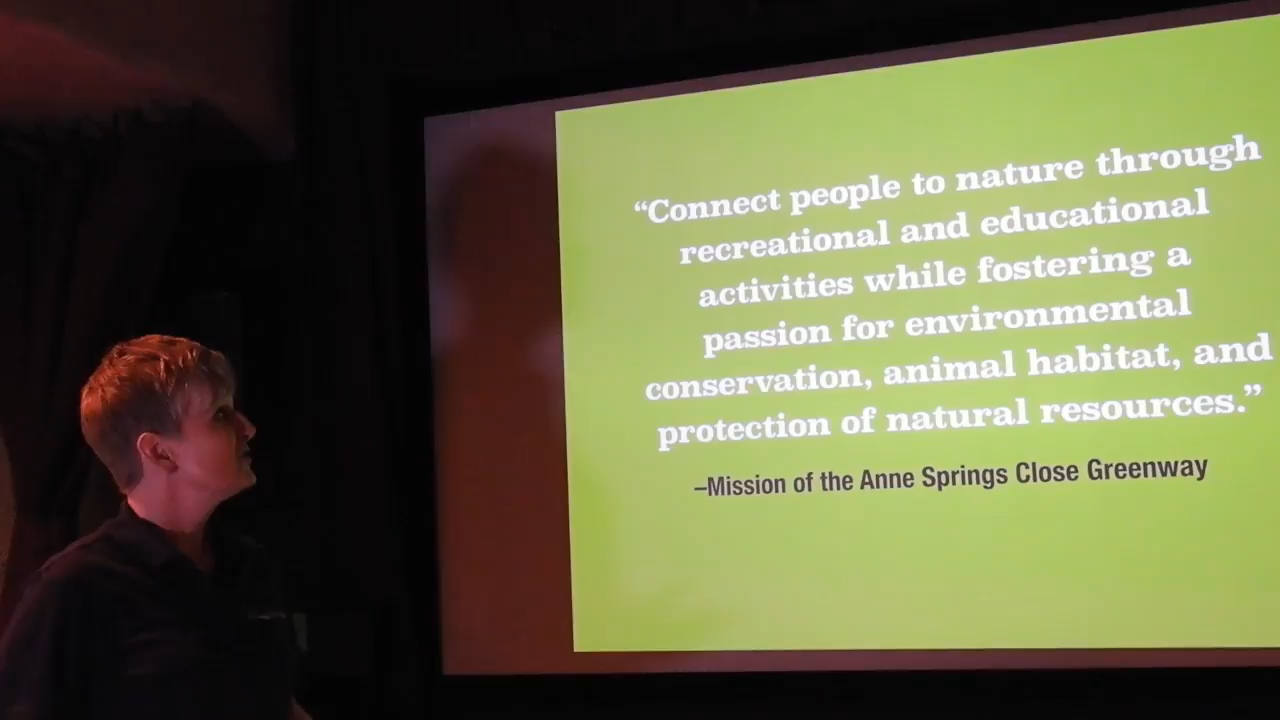 “Connect people to nature through
recreational and educational
activities while fostering a
passion for environmental
conservation, animal habitat, and
protection of natural resources.”
–Mission of the Anne Springs Close Greenway